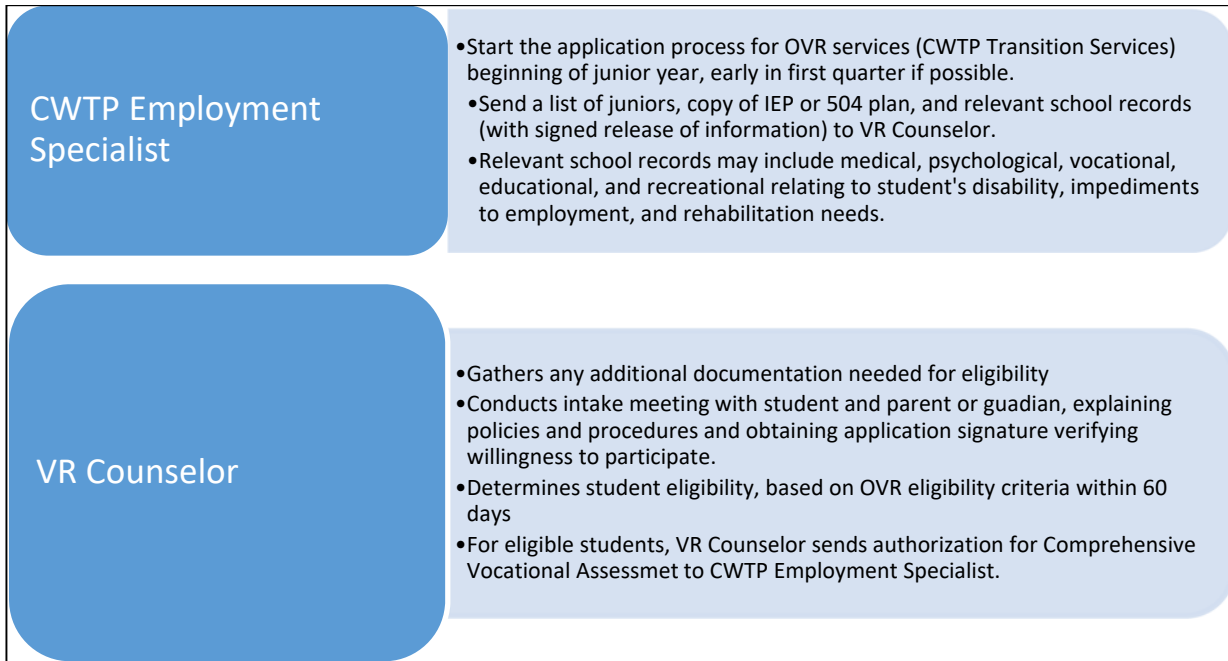 CWTP Employment
Specialist
•Start the application process for OVR services (CWTP Transition Services)
beginning of junior year, early in first quarter if possible.
•Send a list of juniors, copy of IEP or 504 plan, and relevant school records
(with signed release of information) to VR Counselor.
•Relevant school records may include medical, psychological, vocational,
educational, and recreational relating to student's disability, impediments
to employment, and rehabilitation needs.
VR Counselor
•Gathers any additional documentation needed for eligibility
•Conducts intake meeting with student and parent or guadian, explaining
policies and procedures and obtaining application signature verifying
willingness to participate.
•Determines student eligibility, based on OVR eligibility criteria within 60
days
•For eligible students, VR Counselor sends authorization for Comprehensive
Vocational Assessmet to CWTP Employment Specialist.